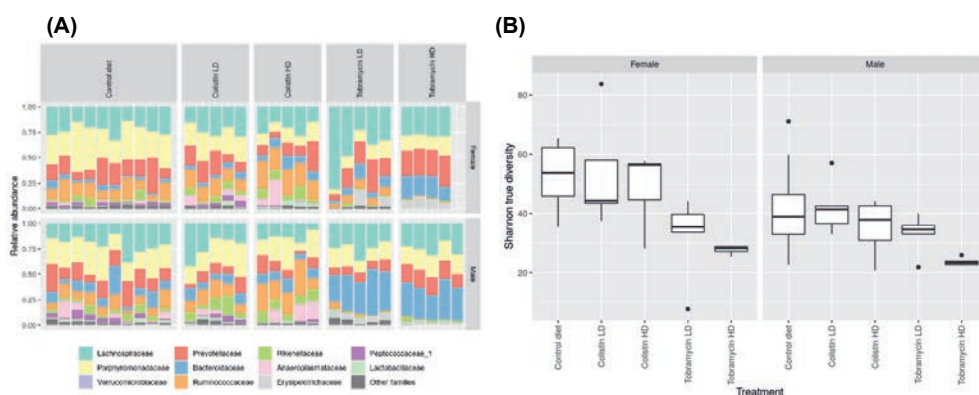 (A)
Control diet
Colistin LD
Colistin HD
Tobramycin LD
Tobramycin HD
1.00
0.75
0.50
0.25
0.00
Female
1.00
0.75
0.50
0.25
0.00
Male
Relative abundance
Lachnospiraceae
Prevotellaceae
Rikenellaceae
Peptococcaceae_1
Porphyromonadaceae
Bacteroidaceae
Anaeroplasmataceae
Lactobacillaceae
Verrucomicrobiaceae
Ruminococcaceae
Erysipelotrichaceae
Other families
(B)
Female
Male
80
60
40
20
Shannon true diversity
Control diet
Colistin LD
Colistin HD
Tobramycin LD
Tobramycin HD
Control diet
Colistin LD
Colistin HD
Tobramycin LD
Tobramycin HD
Treatment